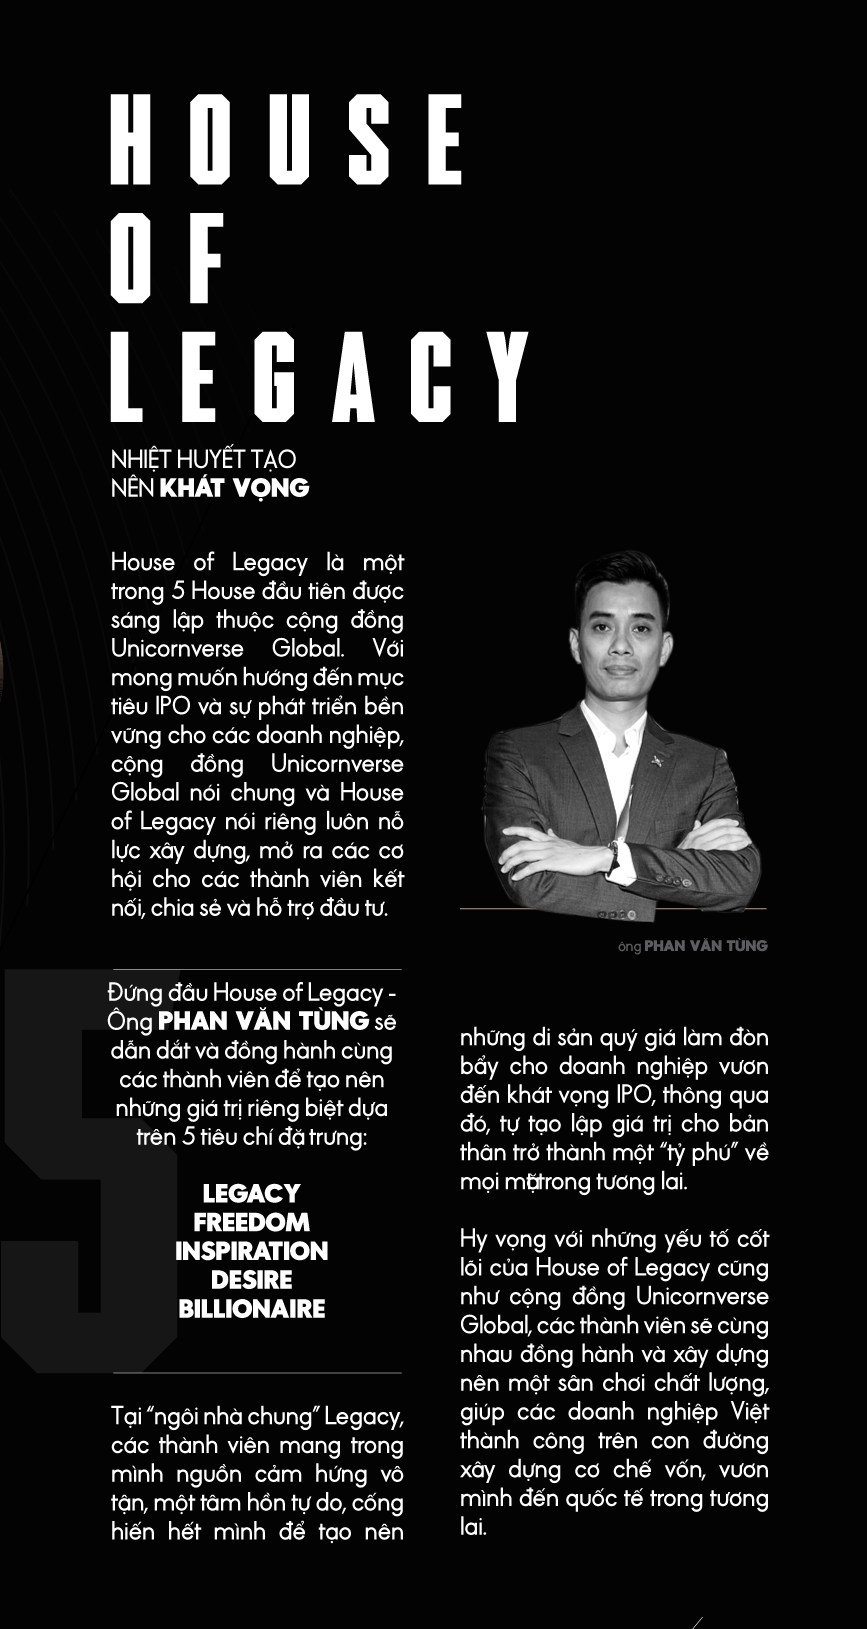 HOUSE
OF
LEGACY
NHIỆT HUYẾT TẠO
NÊN KHÁT VỌNG
House of Legacy là một
trong 5 House đầu tiên được
sáng lập thuộc cộng đồng
Unicornverse Global. Với
mong muốn hướng đến mục
tiêu IPO và sự phát triển bền
vững cho các doanh nghiệp,
cộng đồng Unicornverse
Global nói chung và House
of Legacy nói riêng luôn nỗ
lực xây dựng, mở ra các cơ
hội cho các thành viên kết
nối, chia sẻ và hỗ trợ đầu tư.
5
Đứng đầu House of Legacy -
Ông PHAN VĂN TÙNG sẽ
dẫn dắt và đồng hành cùng
các thành viên để tạo nên
những giá trị riêng biệt dựa
trên 5 tiêu chí đặ trưng:
LEGACY
FREEDOM
INSPIRATION
DESIRE
BILLIONAIRE
Tại “ngôi nhà chung” Legacy,
các thành viên mang trong
mình nguồn cảm hứng vô
tận, một tâm hồn tự do, cống
hiến hết mình để tạo nên
ông PHAN VĂN TÙNG
những di sản quý giá làm đòn
bẩy cho doanh nghiệp vươn
đến khát vọng IPO, thông qua
đó, tự tạo lập giá trị cho bản
thân trở thành một “tỷ phú” về
mọi mặt trong tương lai.
Hy vọng với những yếu tố cốt
lõi của House of Legacy cũng
như cộng đồng Unicornverse
Global, các thành viên sẽ cùng
nhau đồng hành và xây dựng
nên một sân chơi chất lượng,
giúp các doanh nghiệp Việt
thành công trên con đường
xây dựng cơ chế vốn, vươn
mình đến quốc tế trong tương
lai.